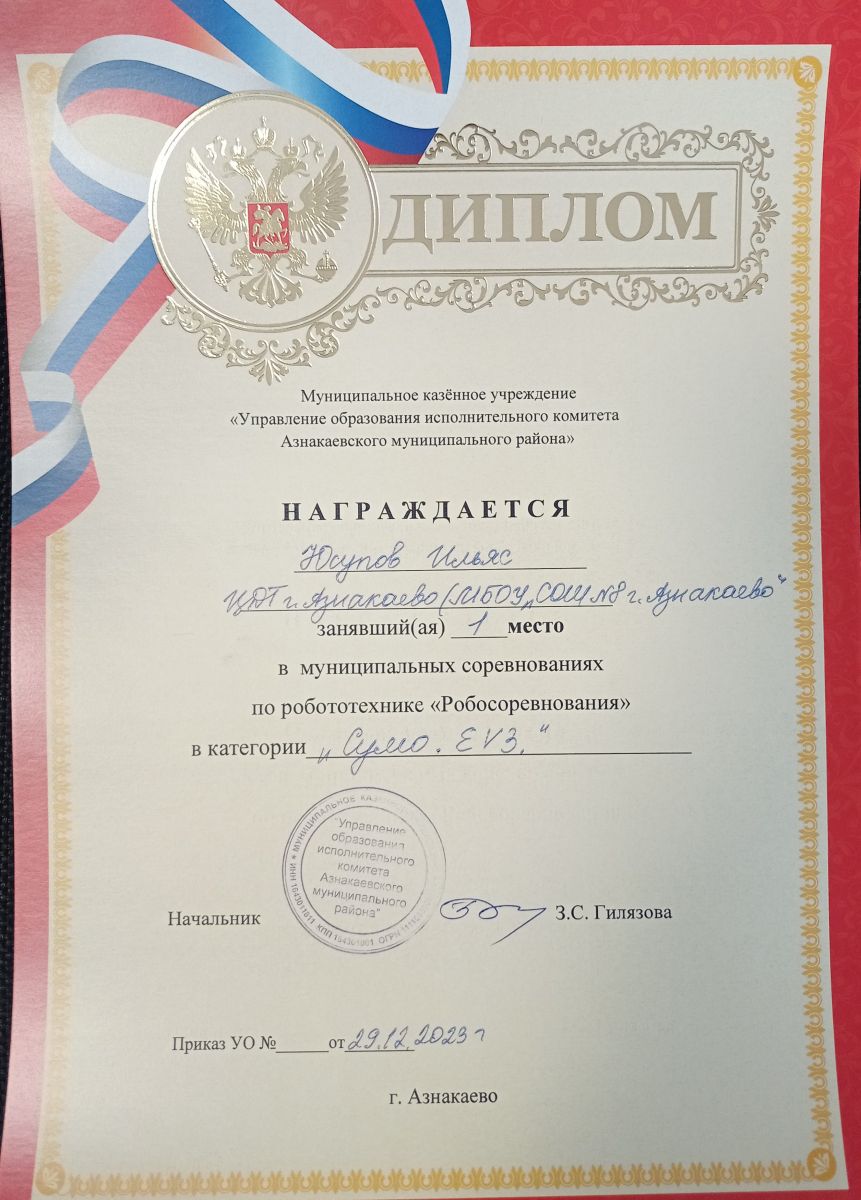 ДИПЛОМ
Муниципальное казённое учреждение
«Управление образования исполнительного комитета
Азнакаевского муниципального района»
НАГРАЖДАЕТСЯ
Юсупов Ильяс
ЦДТ г. Азнакаево (МБОУ „СОШ №8 г. Азнакаево"
занявший(ая) 1 место
в муниципальных соревнованиях
по робототехнике «Робосоревнования»
в категории „Сумо. EV3."
МУНИЦИПАЛЬНОЕ
"Управление
образования
исполнительного
комитета
Азнакаевского
муниципального
района"
Начальник З.С. Гилязова
Приказ УО №______от 29.12.2023 г
г. Азнакаево